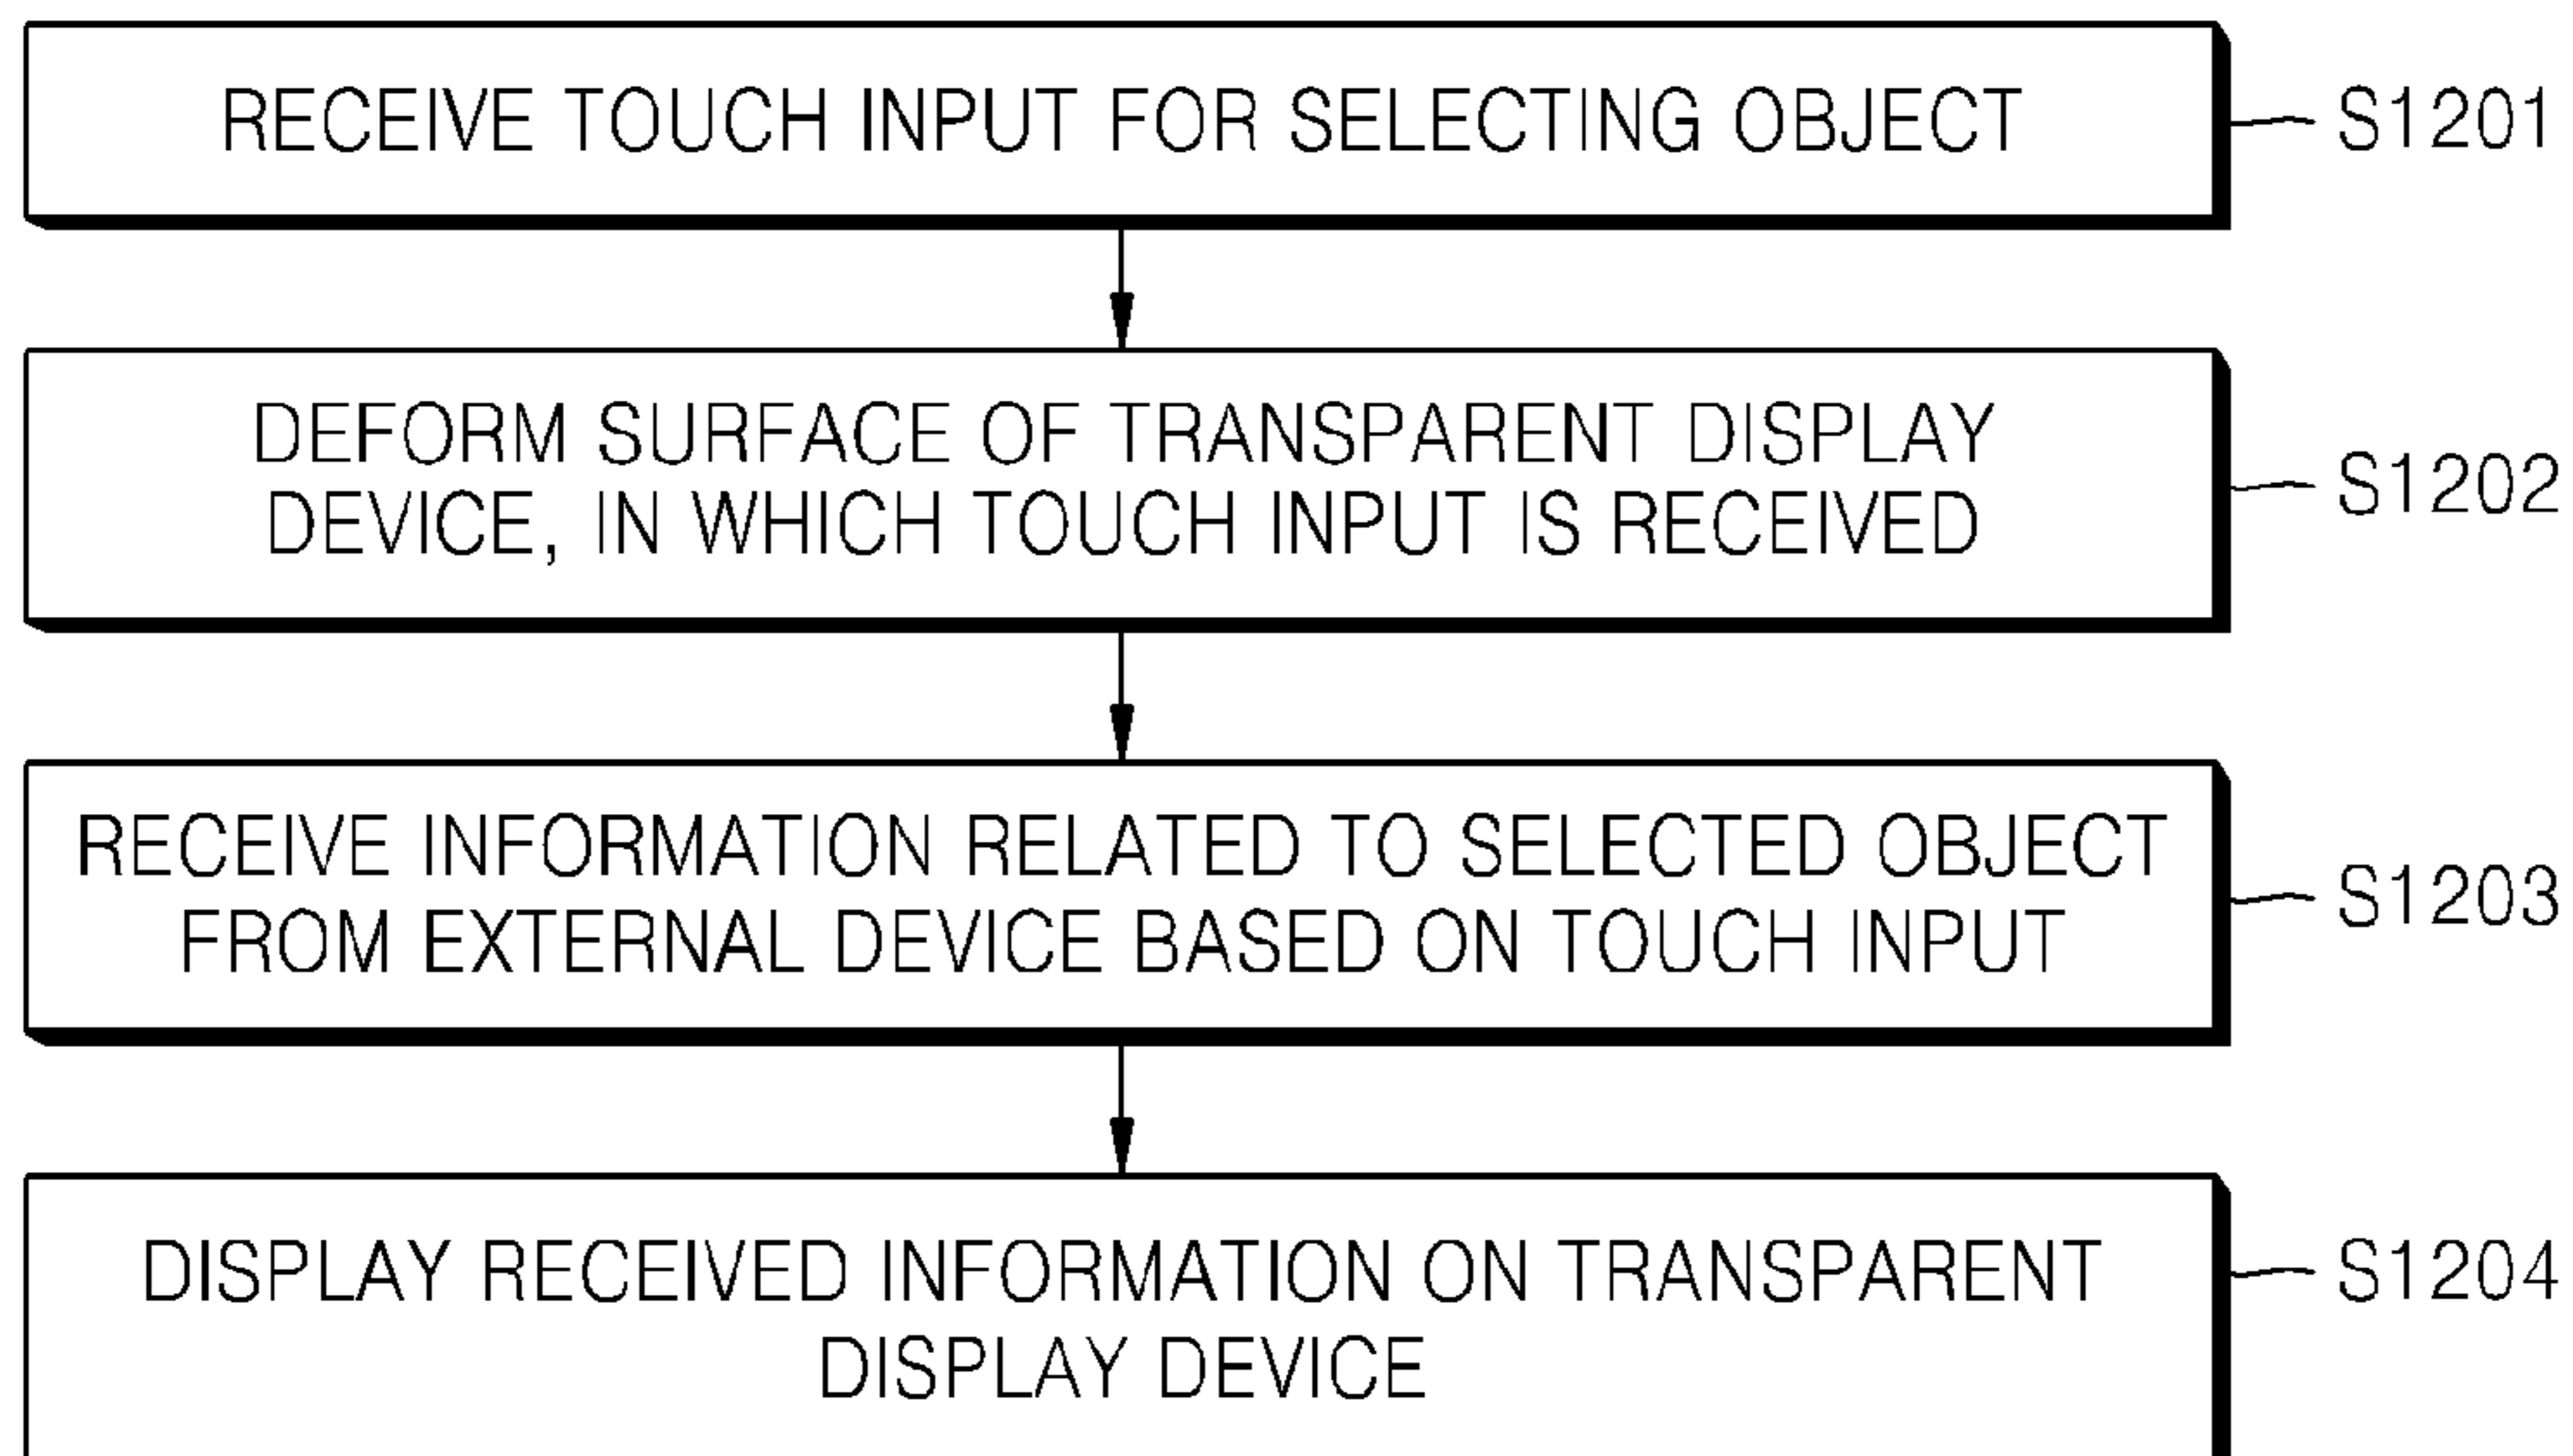 RECEIVE TOUCH INPUT FOR SELECTING OBJECT
S1201
DEFORM SURFACE OF TRANSPARENT DISPLAY
DEVICE, IN WHICH TOUCH INPUT IS RECEIVED
S1202
RECEIVE INFORMATION RELATED TO SELECTED OBJECT
FROM EXTERNAL DEVICE BASED ON TOUCH INPUT
S1203
DISPLAY RECEIVED INFORMATION ON TRANSPARENT
DISPLAY DEVICE
S1204